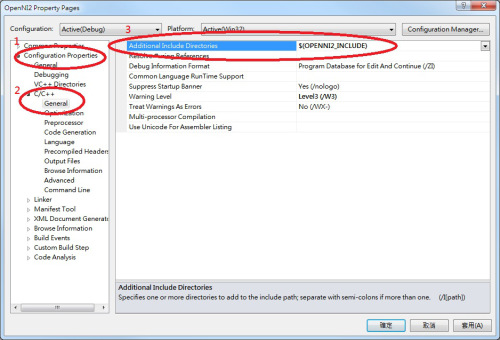 OpenNI2 Property Pages
Configuration: Active(Debug) 3 Platform: Active(Win32) Configuration Manager...
1
Common Properties
Configuration Properties
General
Debugging
VC++ Directories
2
C/C++
General
Optimization
Preprocessor
Code Generation
Language
Precompiled Headers
Output Files
Browse Information
Advanced
Command Line
Linker
Manifest Tool
XML Document Generato
Browse Information
Build Events
Custom Build Step
Code Analysis
Additional Include Directories $(OPENNI2_INCLUDE)
Resolve #using References
Debug Information Format Program Database for Edit And Continue (/ZI)
Common Language RunTime Support
Suppress Startup Banner Yes (/nologo)
Warning Level Level3 (/W3)
Treat Warnings As Errors No (/WX-)
Multi-processor Compilation
Use Unicode For Assembler Listing
Additional Include Directories
Specifies one or more directories to add to the include path; separate with semi-colons if more than one. (/I[path])
確定 取消 套用(A)